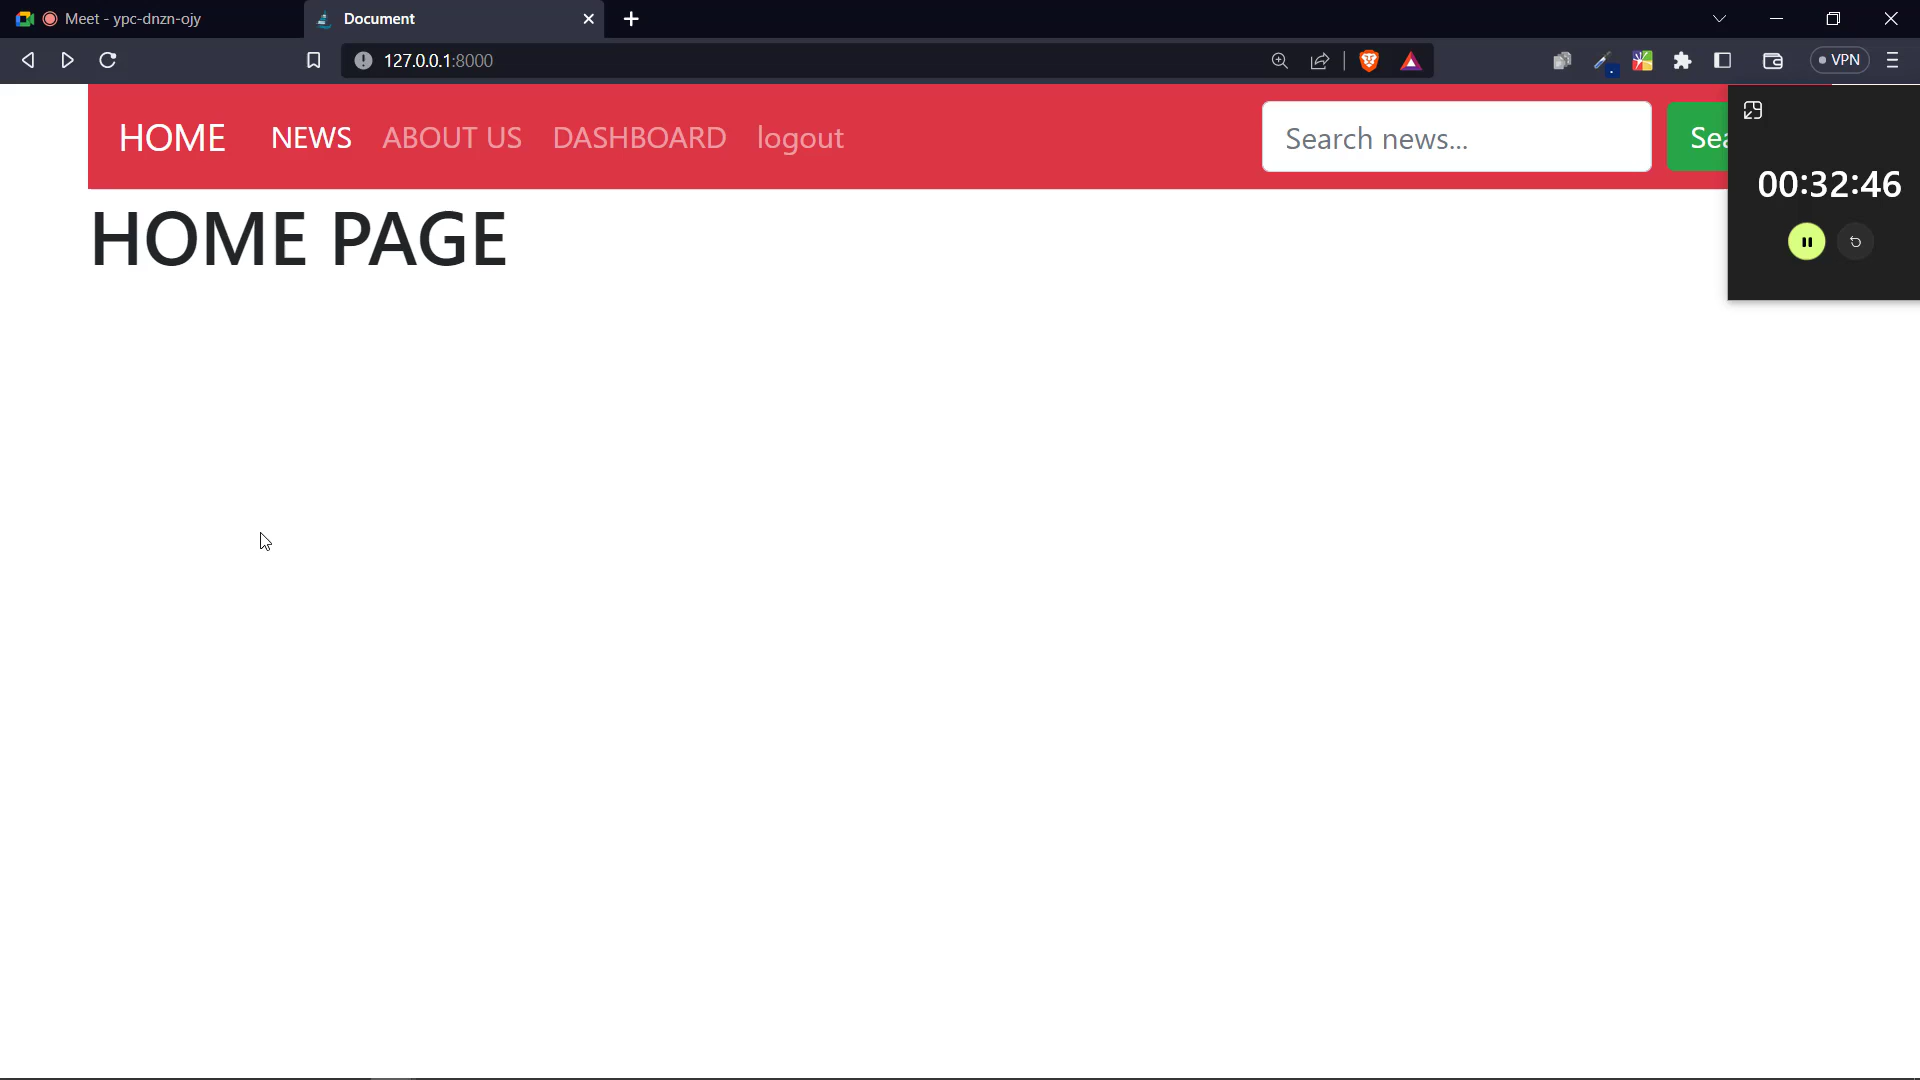 Meet - ypc-dnzn-ojy
Document
127.0.0.1:8000
VPN
HOME NEWS ABOUT US DASHBOARD logout
Search news...
00:32:46
HOME PAGE